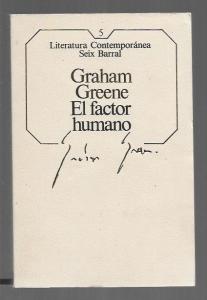 5
Literatura Contemporánea
Seix Barral
Graham
Greene
El factor
humano